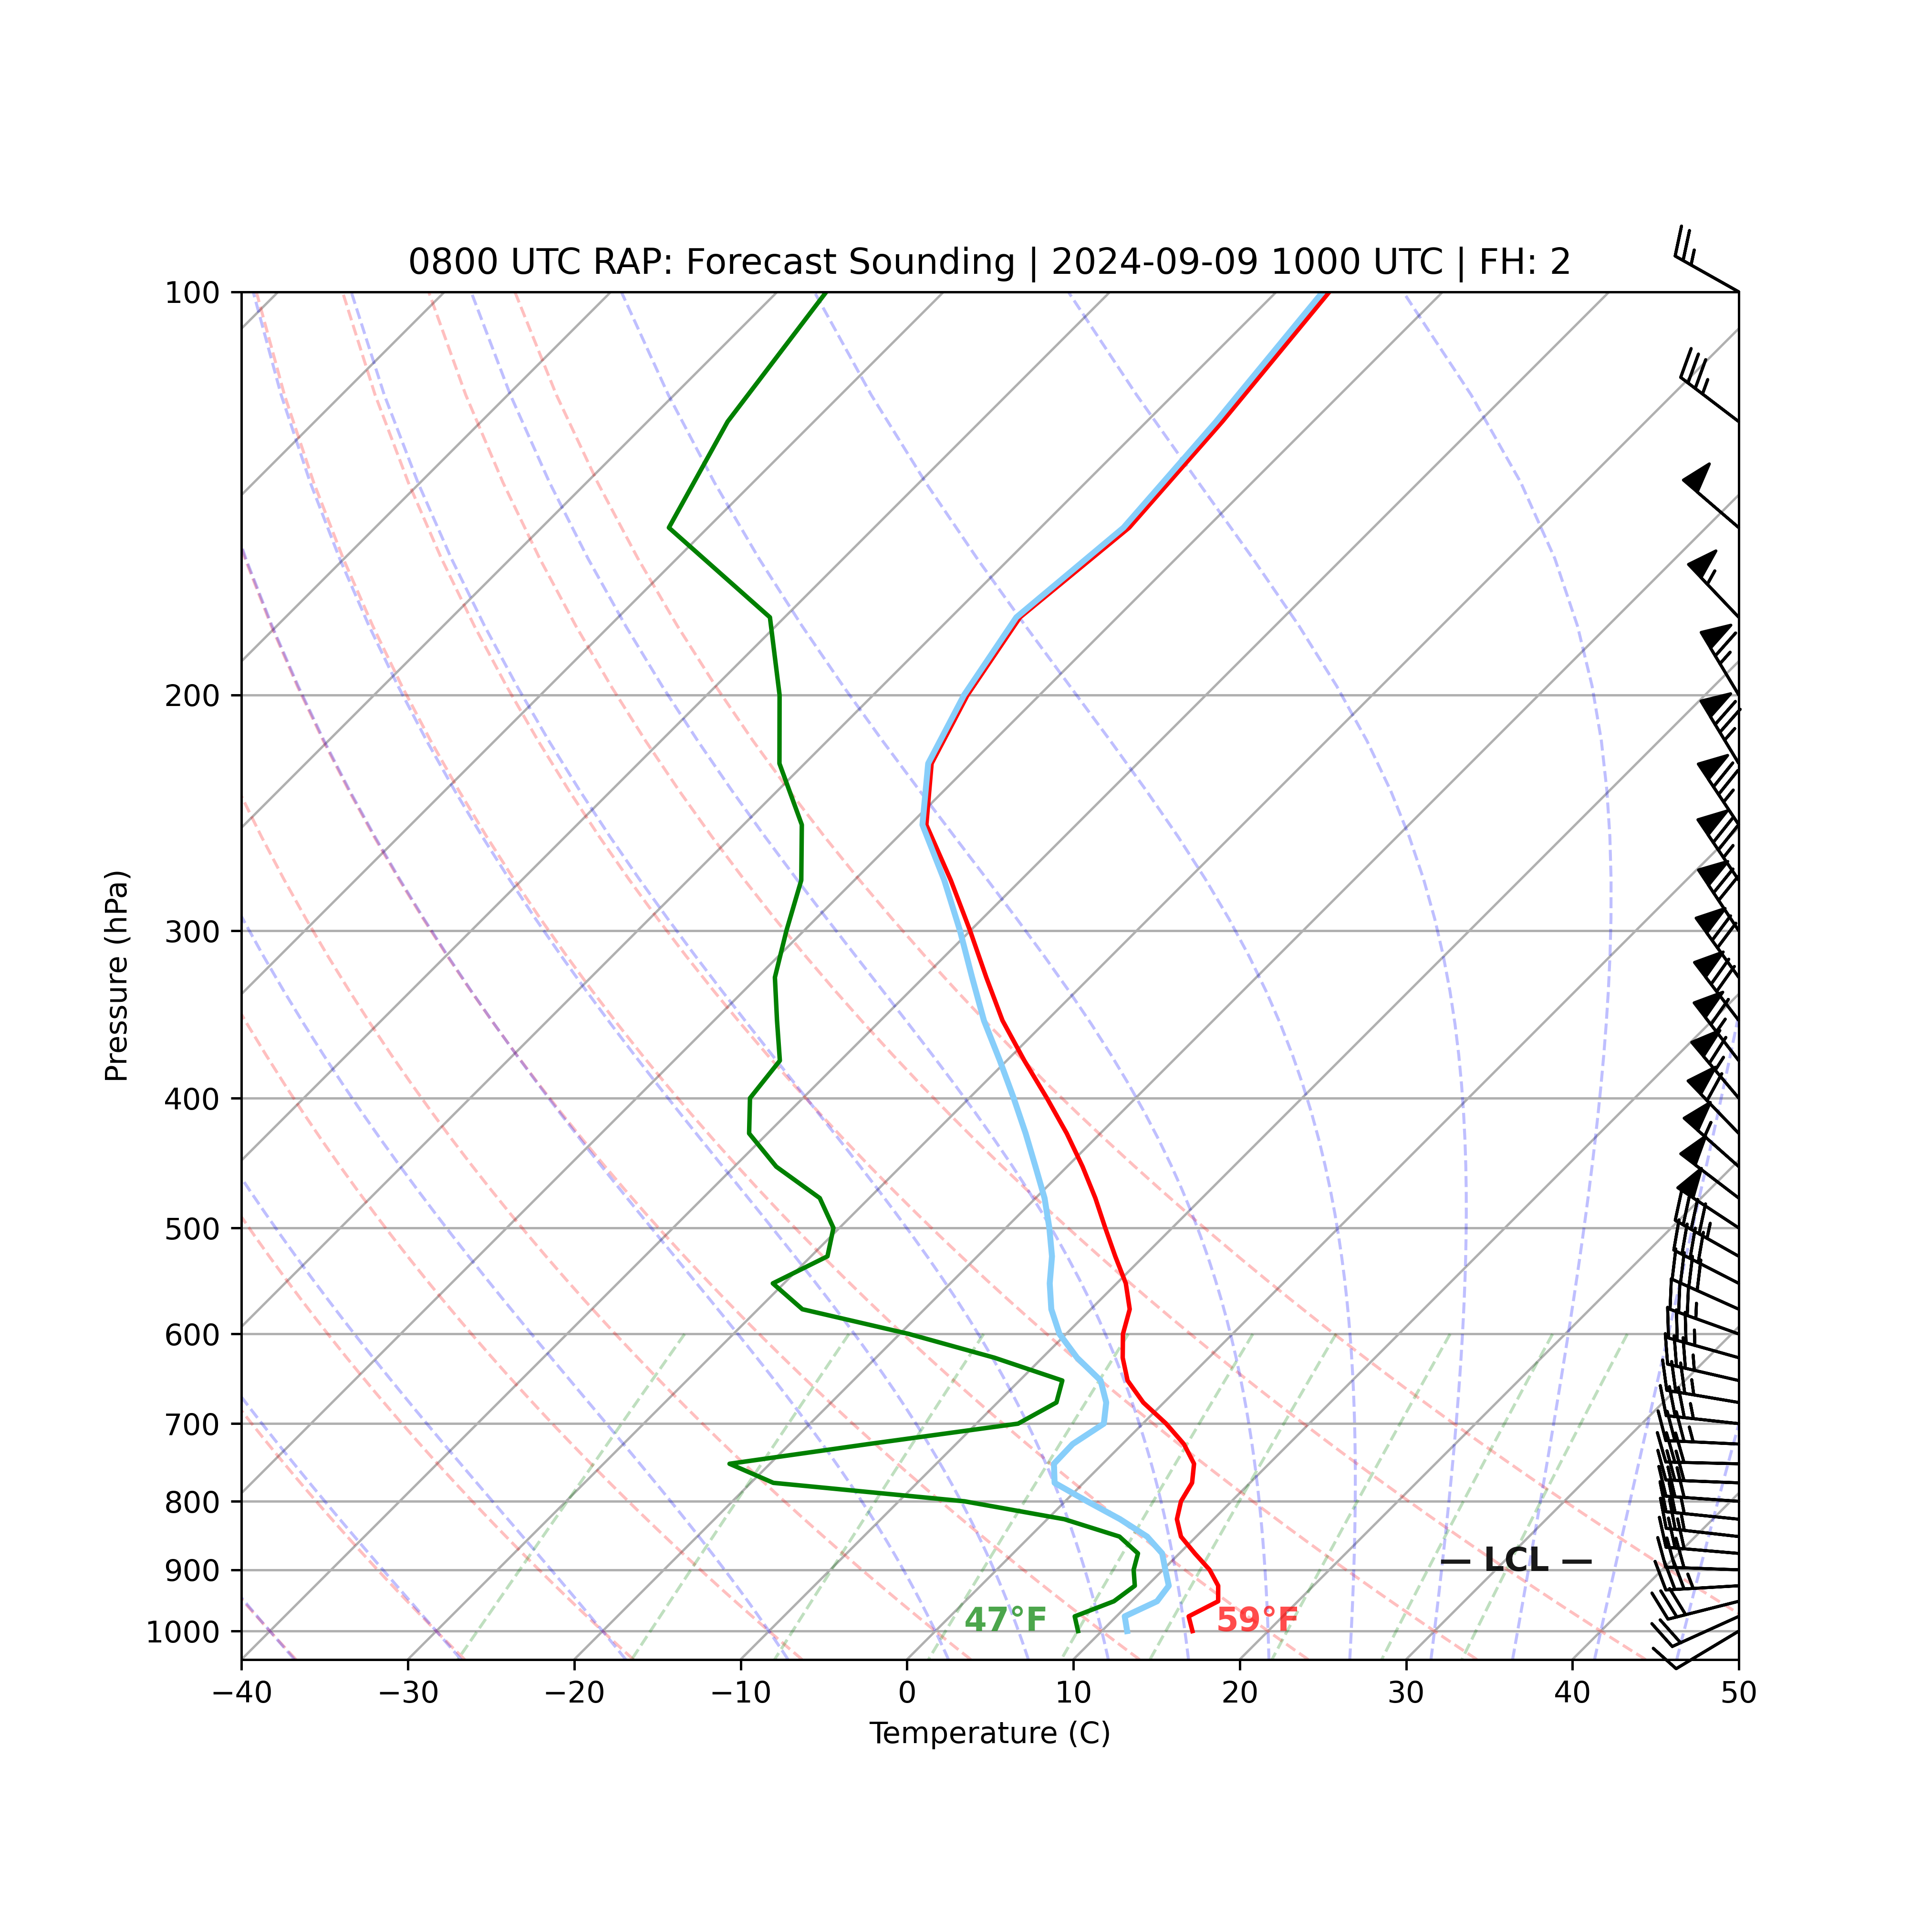 0800 UTC RAP: Forecast Sounding | 2024-09-09 1000 UTC | FH: 2
100
200
300
400
500
600
700
800
900
1000
Pressure (hPa)
— LCL —
47°F
59°F
−40 −30 −20 −10 0 10 20 30 40 50
Temperature (C)